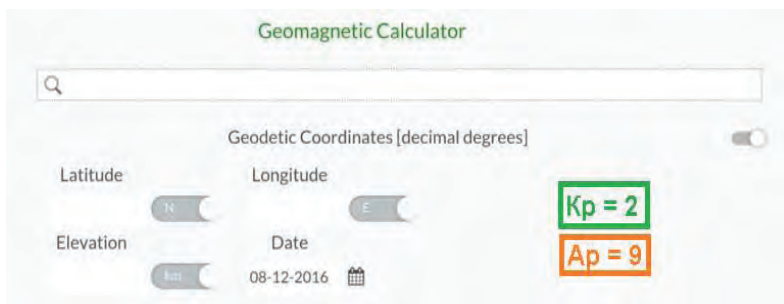 Geomagnetic Calculator
Geodetic Coordinates [decimal degrees]
Latitude Longitude
N E
Kp = 2
Elevation Date
Ap = 9
km 08-12-2016